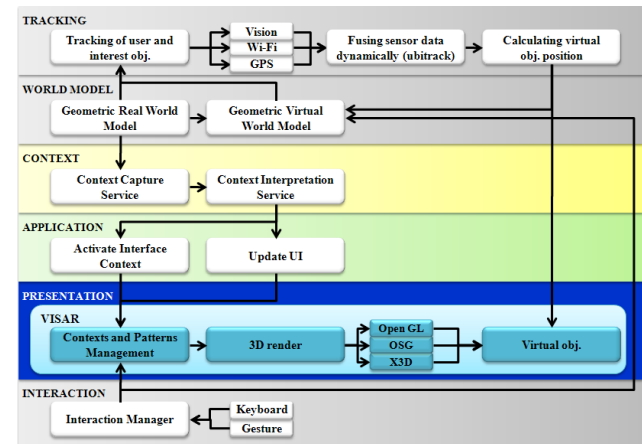 TRACKING
Tracking of user and
interest obj.
Vision
Wi-Fi
GPS
Fusing sensor data
dynamically (ubitrack)
Calculating virtual
obj. position
WORLD MODEL
Geometric Real World
Model
Geometric Virtual
World Model
CONTEXT
Context Capture
Service
Context Interpretation
Service
APPLICATION
Activate Interface
Context
Update UI
PRESENTATION
VISAR
Contexts and Patterns
Management
3D render
Open GL
OSG
X3D
Virtual obj.
INTERACTION
Interaction Manager
Keyboard
Gesture